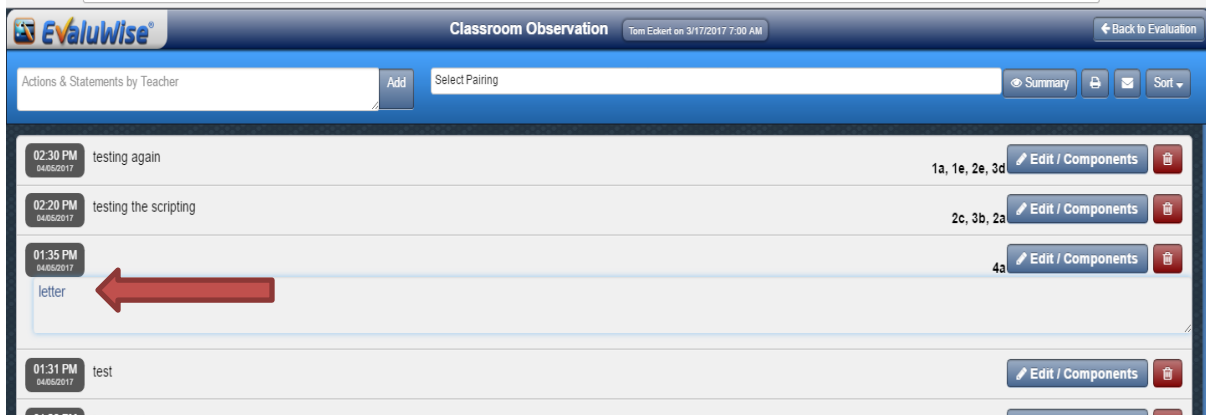 EvaluWise®
Classroom Observation Tom Eckert on 3/17/2017 7:00 AM Back to Evaluation
Actions & Statements by Teacher Add Select Pairing Summary Sort
02:30 PM testing again 1a, 1e, 2e, 3d Edit / Components
04/05/2017
02:20 PM testing the scripting 2c, 3b, 2a Edit / Components
04/05/2017
01:35 PM 4a Edit / Components
04/05/2017
letter
01:31 PM test Edit / Components
04/05/2017